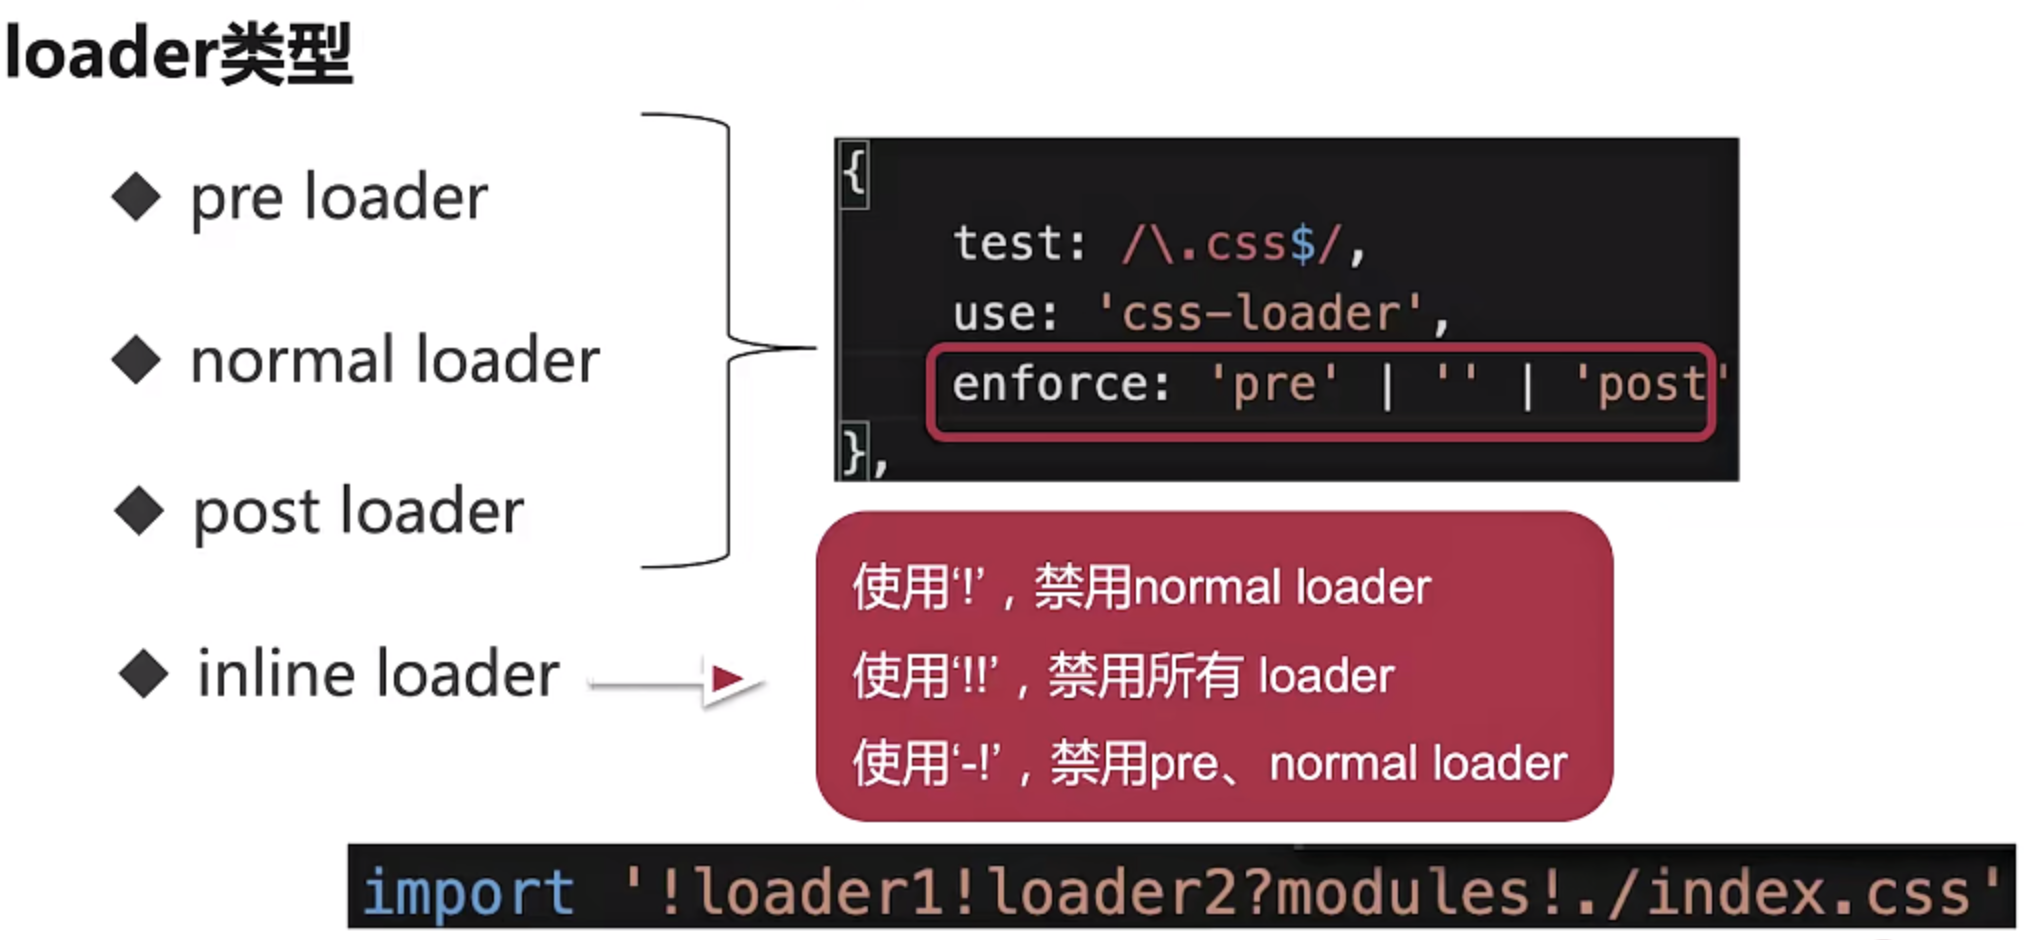 loader类型
pre loader
normal loader
post loader
inline loader
{
test: /\.css$/,
use: 'css-loader',
enforce: 'pre' | '' | 'post'
},
使用‘!’，禁用normal loader
使用‘!!’，禁用所有 loader
使用‘-!’，禁用pre、normal loader
import '!loader1!loader2?modules!./index.css'